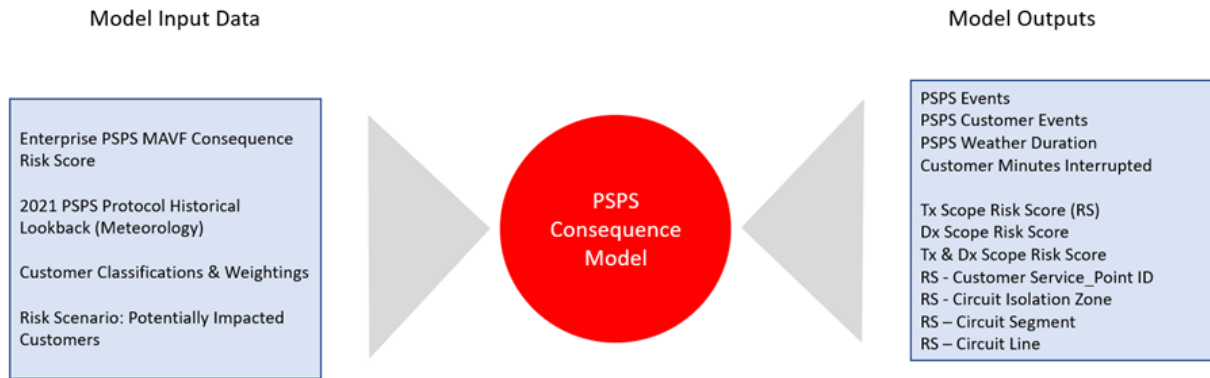 Model Input Data
Enterprise PSPS MAVF Consequence
Risk Score
2021 PSPS Protocol Historical
Lookback (Meteorology)
Customer Classifications & Weightings
Risk Scenario: Potentially Impacted
Customers
PSPS
Consequence
Model
Model Outputs
PSPS Events
PSPS Customer Events
PSPS Weather Duration
Customer Minutes Interrupted
Tx Scope Risk Score (RS)
Dx Scope Risk Score
Tx & Dx Scope Risk Score
RS - Customer Service_Point ID
RS - Circuit Isolation Zone
RS – Circuit Segment
RS – Circuit Line